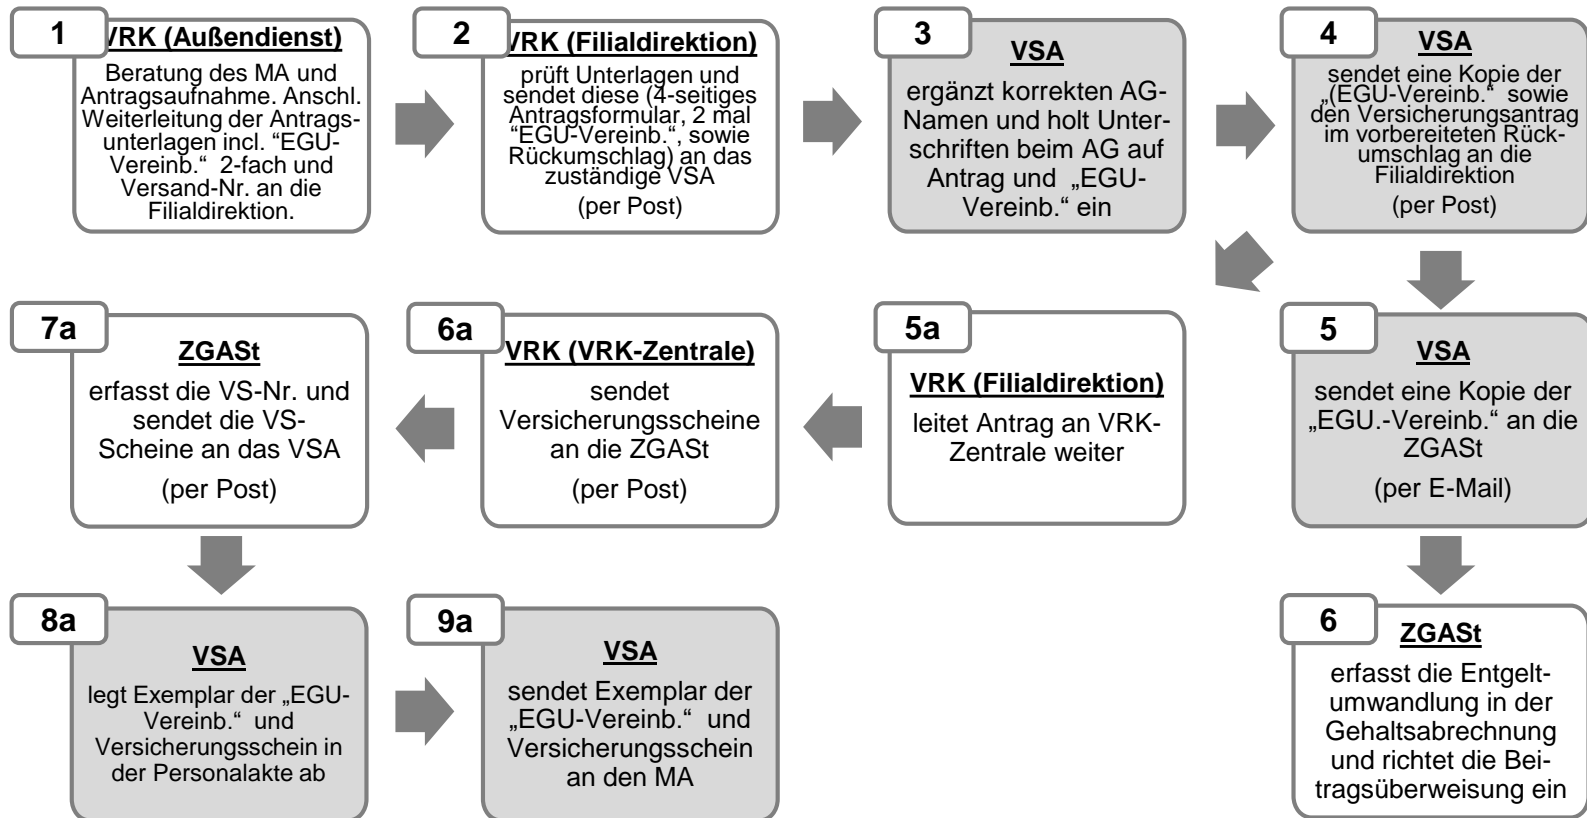 1
VRK (Außendienst)
Beratung des MA und
Antragsaufnahme. Anschl.
Weiterleitung der Antrags-
unterlagen incl. "EGU-
Vereinb.“ 2-fach und
Versand-Nr. an die
Filialdirektion.
2
VRK (Filialdirektion)
prüft Unterlagen und
sendet diese (4-seitiges
Antragsformular, 2 mal
"EGU-Vereinb.“, sowie
Rückumschlag) an das
zuständige VSA
(per Post)
3
VSA
ergänzt korrekten AG-
Namen und holt Unter-
schriften beim AG auf
Antrag und „EGU-
Vereinb.“ ein
4
VSA
sendet eine Kopie der
„(EGU-Vereinb.“ sowie
den Versicherungsantrag
im vorbereiteten Rück-
umschlag an die
Filialdirektion
(per Post)
5
VSA
sendet eine Kopie der
„EGU.-Vereinb.“ an die
ZGASt
(per E-Mail)
6
ZGASt
erfasst die Entgelt-
umwandlung in der
Gehaltsabrechnung
und richtet die Bei-
tragsüberweisung ein
5a
VRK (Filialdirektion)
leitet Antrag an VRK-
Zentrale weiter
6a
VRK (VRK-Zentrale)
sendet
Versicherungsscheine
an die ZGASt
(per Post)
7a
ZGASt
erfasst die VS-Nr. und
sendet die VS-
Scheine an das VSA
(per Post)
8a
VSA
legt Exemplar der „EGU-
Vereinb.“ und
Versicherungsschein in
der Personalakte ab
9a
VSA
sendet Exemplar der
„EGU-Vereinb.“ und
Versicherungsschein
an den MA